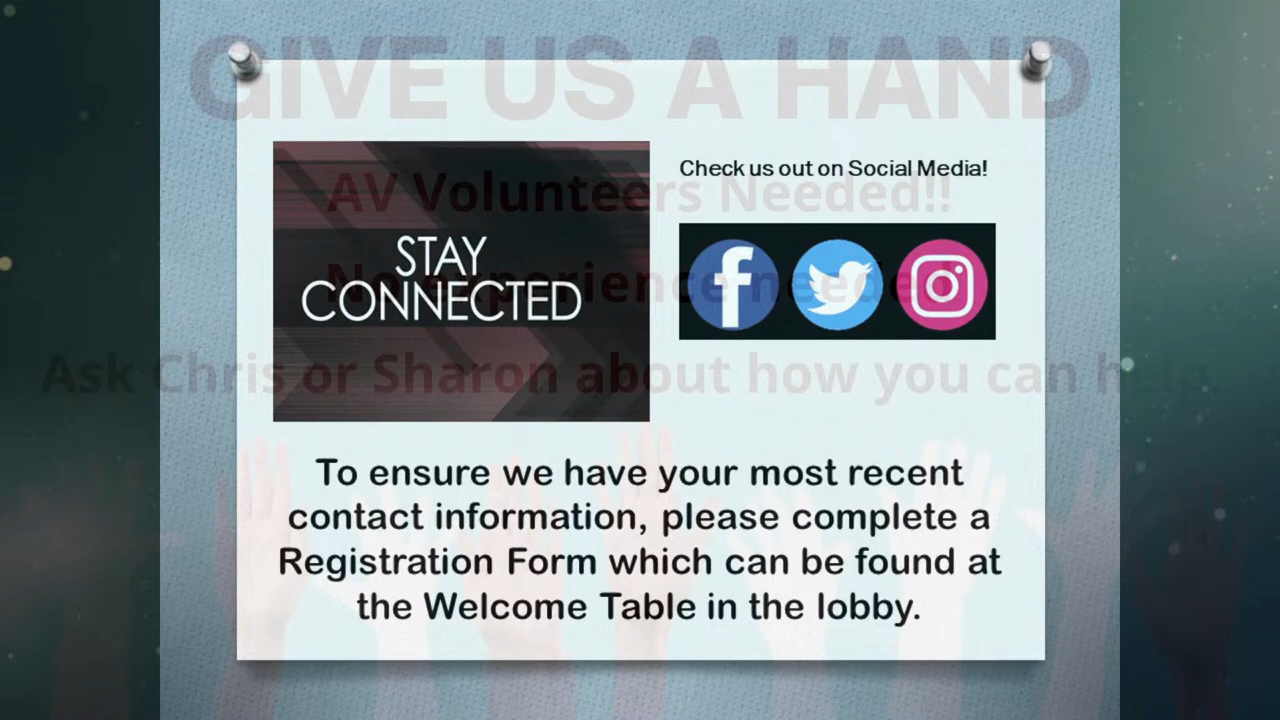 GIVE US A HAND
Check us out on Social Media!
AV Volunteers Needed!!
STAY
CONNECTED
No experience needed
Ask Chris or Sharon about how you can help
To ensure we have your most recent
contact information, please complete a
Registration Form which can be found at
the Welcome Table in the lobby.